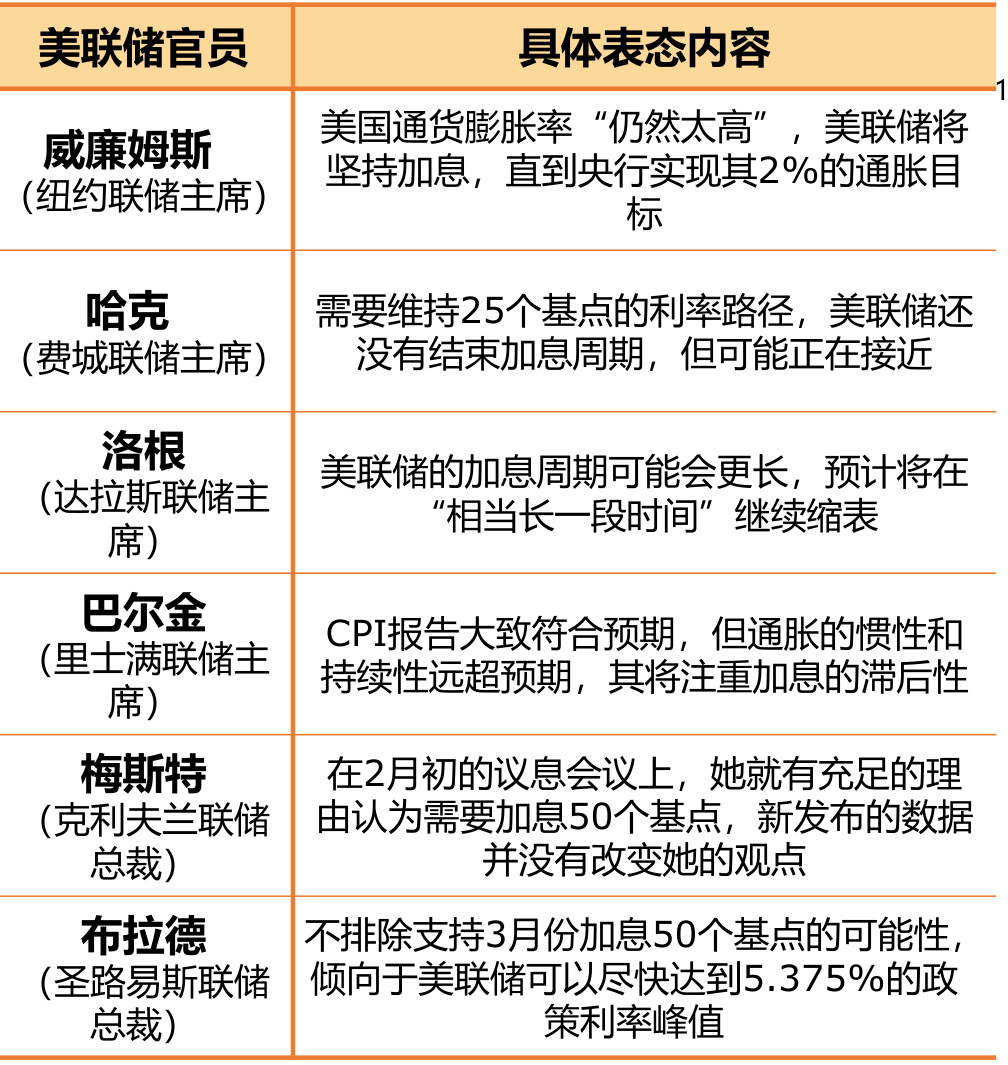 美联储官员
具体表态内容
1
威廉姆斯
（纽约联储主席）
美国通货膨胀率“仍然太高”，美联储将
坚持加息，直到央行实现其2%的通胀目
标
哈克
（费城联储主席）
需要维持25个基点的利率路径，美联储还
没有结束加息周期，但可能正在接近
洛根
（达拉斯联储主
席）
美联储的加息周期可能会更长，预计将在
“相当长一段时间”继续缩表
巴尔金
（里士满联储主
席）
CPI报告大致符合预期，但通胀的惯性和
持续性远超预期，其将注重加息的滞后性
梅斯特
（克利夫兰联储
总裁）
在2月初的议息会议上，她就有充足的理
由认为需要加息50个基点，新发布的数据
并没有改变她的观点
布拉德
（圣路易斯联储
总裁）
不排除支持3月份加息50个基点的可能性，
倾向于美联储可以尽快达到5.375%的政
策利率峰值